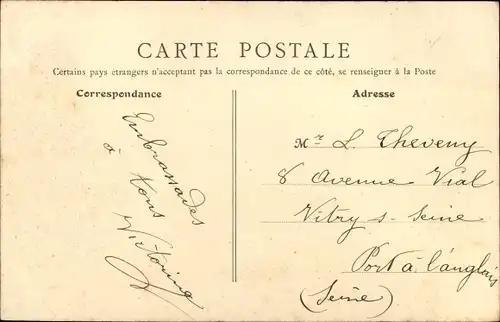 CARTE POSTALE
Certains pays étrangers n'acceptant pas la correspondance de ce côté, se renseigner à la Poste
Correspondance
Embrassades
à tous
Victorine
Adresse
Mr L. Theveny
8 Avenue Vial
Vitry s- Seine
Port à l'anglais
(Seine)